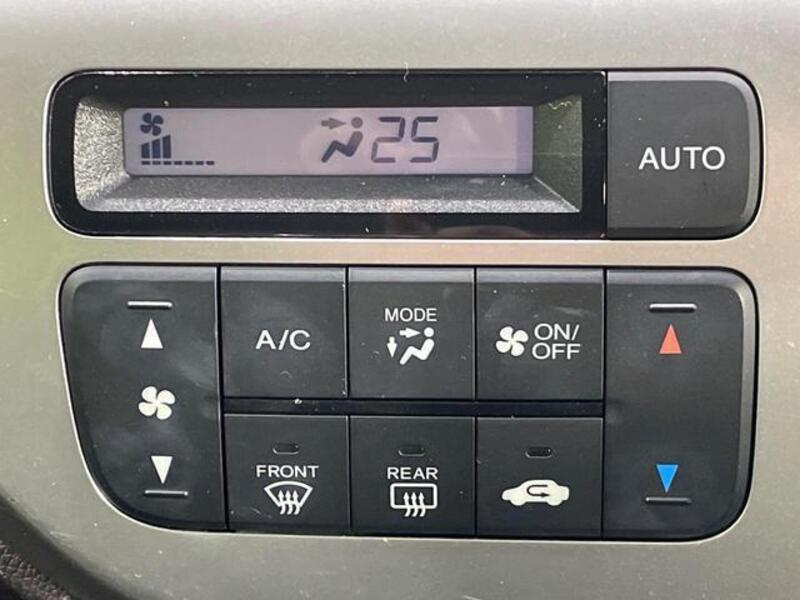 25
AUTO
A/C
MODE
ON/
OFF
FRONT
REAR